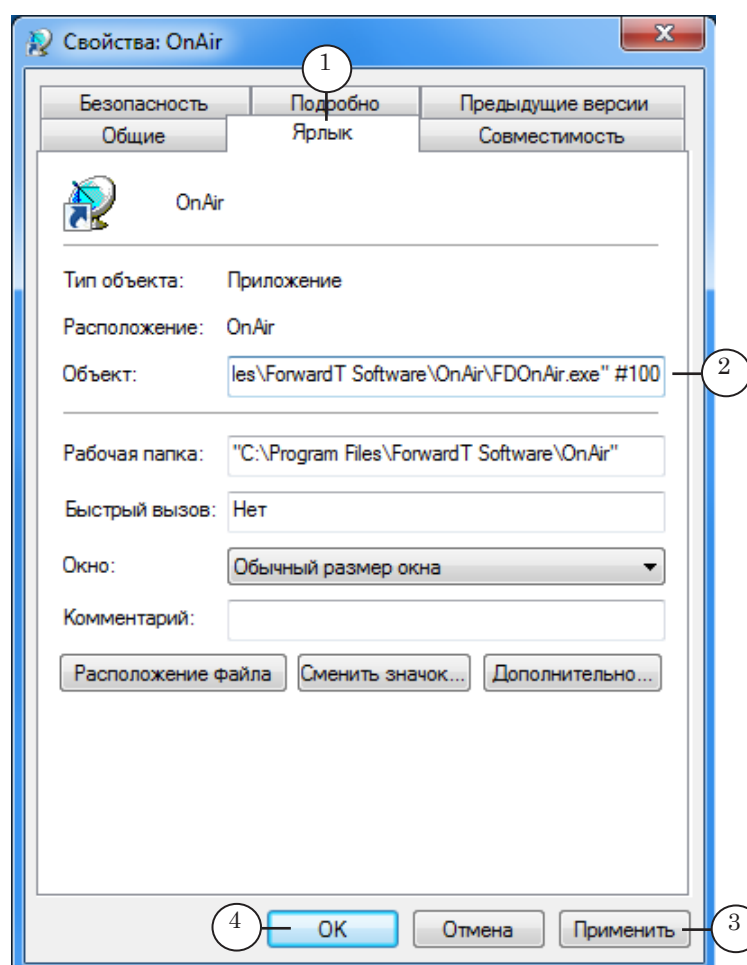 Свойства: OnAir
1
Безопасность Подробно Предыдущие версии
Общие Ярлык Совместимость
OnAir
Тип объекта: Приложение
Расположение: OnAir
Объект: les\ForwardT Software\OnAir\FDOnAir.exe" #100
2
Рабочая папка: "C:\Program Files\ForwardT Software\OnAir"
Быстрый вызов: Нет
Окно: Обычный размер окна
Комментарий:
Расположение файла Сменить значок... Дополнительно...
4 OK Отмена Применить 3